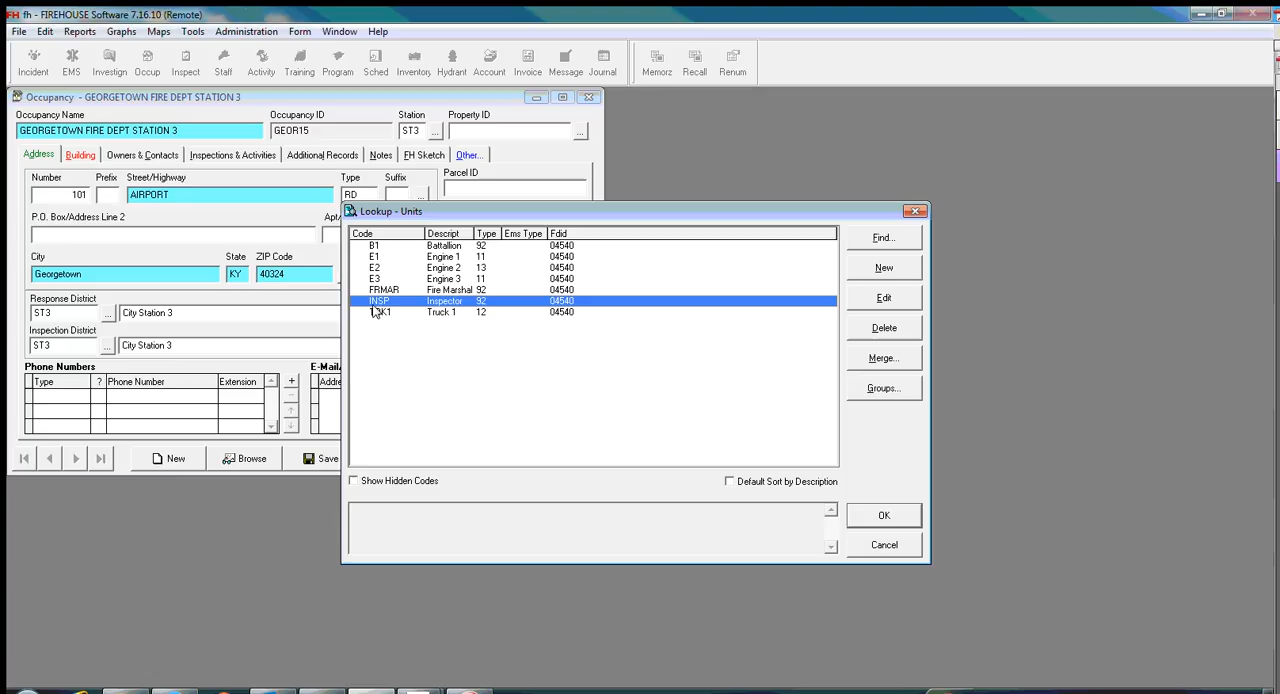 fh - FIREHOUSE Software 7.16.10 (Remote)
File Edit Reports Graphs Maps Tools Administration Form Window Help
Incident EMS Investign Occup Inspect Staff Activity Training Program Sched Inventory Hydrant Account Invoice Message Journal Memorz Recall Renum
Occupancy - GEORGETOWN FIRE DEPT STATION 3
Occupancy Name Occupancy ID Station Property ID
GEORGETOWN FIRE DEPT STATION 3 GEOR15 ST3 ... ...
Address Building Owners & Contacts Inspections & Activities Additional Records Notes FH Sketch Other...
Number Prefix Street/Highway Type Suffix Parcel ID
101 AIRPORT RD ...
P.O. Box/Address Line 2 Apt/
City State ZIP Code
Georgetown KY 40324
Response District
ST3 ... City Station 3
Inspection District
ST3 ... City Station 3
Phone Numbers E-Mail/
Type ? Phone Number Extension Addre
New Browse Save
Lookup - Units
Code Descript Type Ems Type Fdid
B1 Battallion 92 04540
E1 Engine 1 11 04540
E2 Engine 2 13 04540
E3 Engine 3 11 04540
FRMAR Fire Marshal 92 04540
INSP Inspector 92 04540
Truck 1 12 04540
Find...
New
Edit
Delete
Merge...
Groups...
Show Hidden Codes Default Sort by Description
OK
Cancel